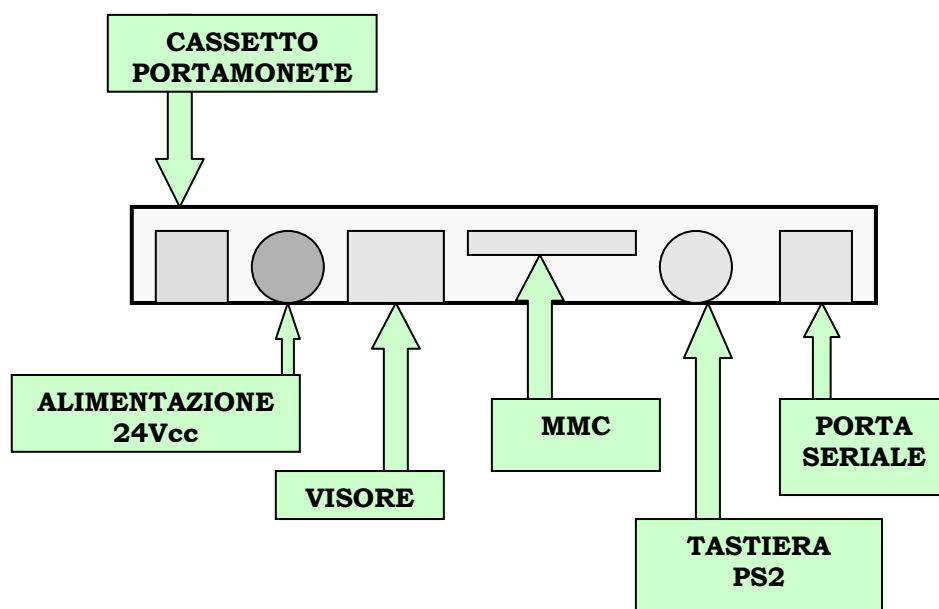 CASSETTO
PORTAMONETE
ALIMENTAZIONE
24Vcc
VISORE
MMC
TASTIERA
PS2
PORTA
SERIALE